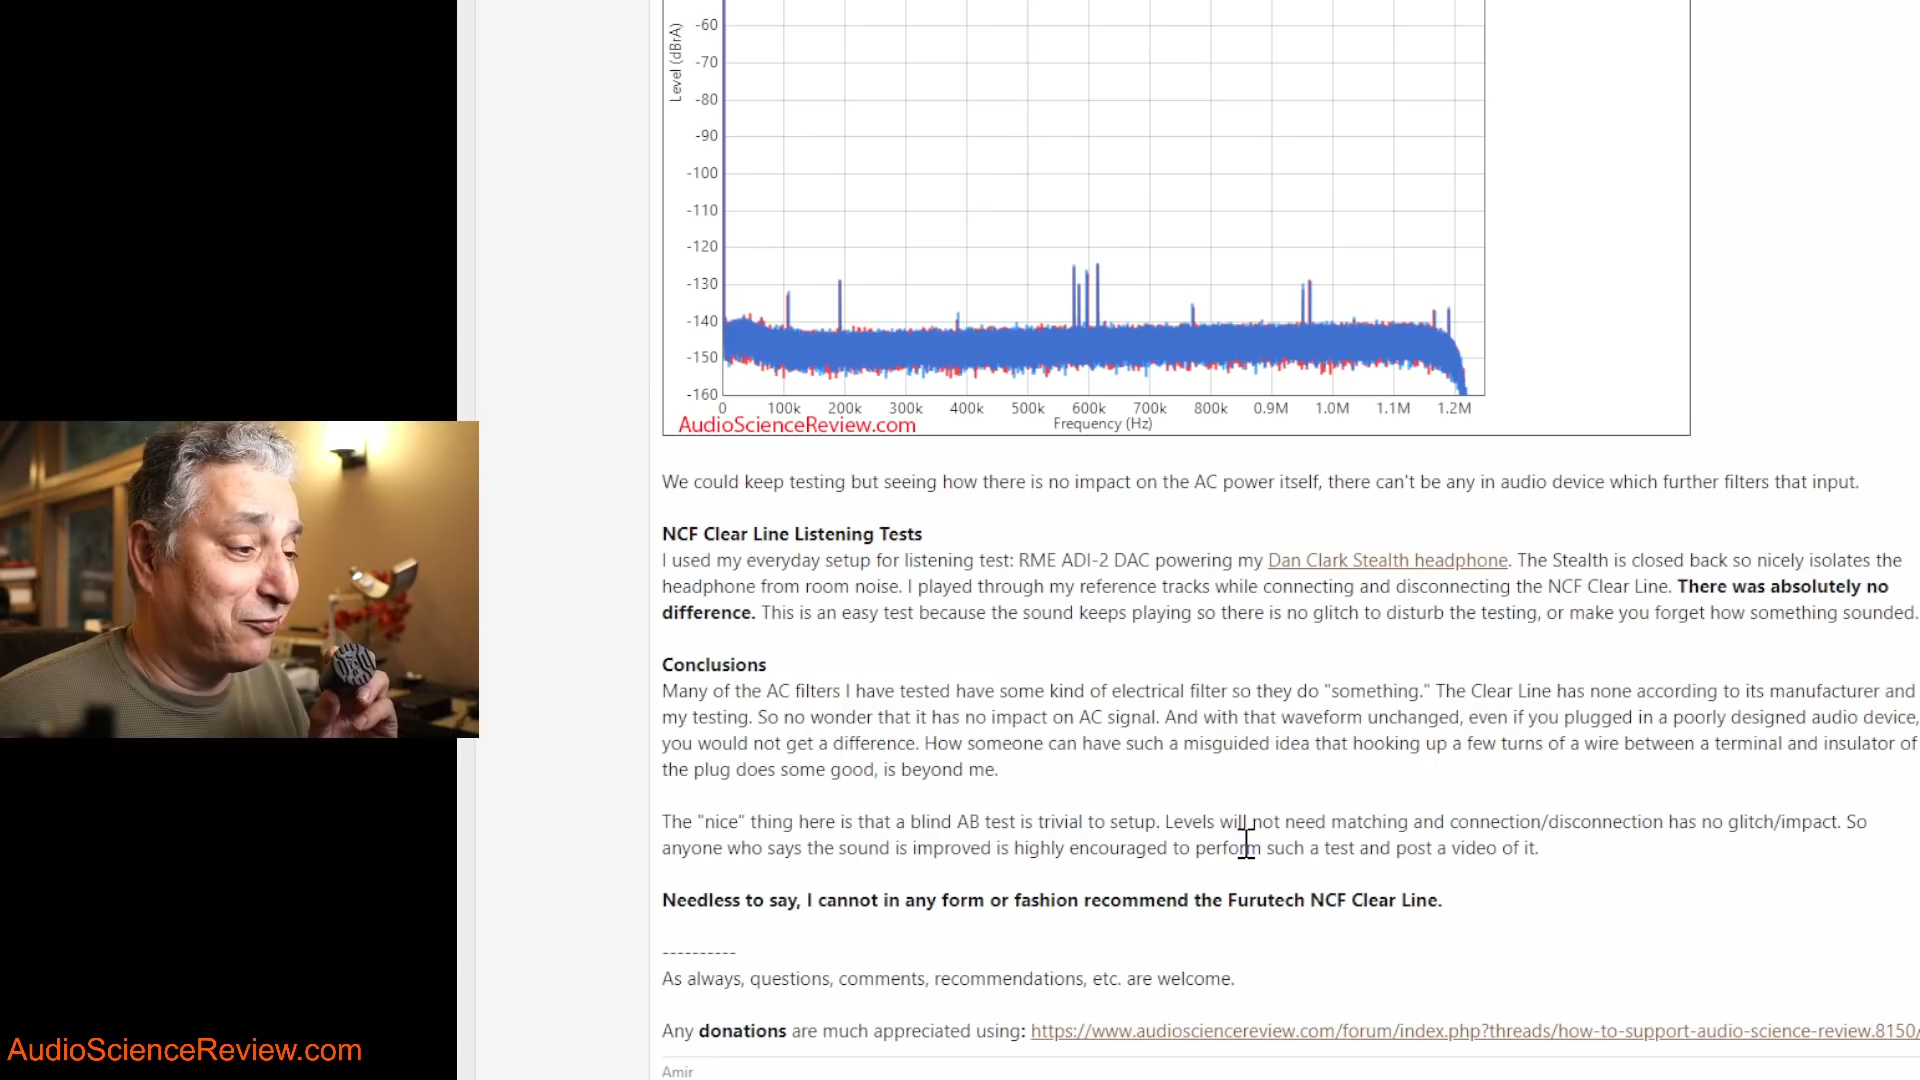 -60
Level (dBrA)
-70
-80
-90
-100
-110
-120
-130
-140
-150
-160
0 100k 200k 300k 400k 500k 600k 700k 800k 0.9M 1.0M 1.1M 1.2M
AudioScienceReview.com
Frequency (Hz)
We could keep testing but seeing how there is no impact on the AC power itself, there can't be any in audio device which further filters that input.
NCF Clear Line Listening Tests
I used my everyday setup for listening test: RME ADI-2 DAC powering my Dan Clark Stealth headphone. The Stealth is closed back so nicely isolates the
headphone from room noise. I played through my reference tracks while connecting and disconnecting the NCF Clear Line. There was absolutely no
difference. This is an easy test because the sound keeps playing so there is no glitch to disturb the testing, or make you forget how something sounded.
Conclusions
Many of the AC filters I have tested have some kind of electrical filter so they do "something." The Clear Line has none according to its manufacturer and
my testing. So no wonder that it has no impact on AC signal. And with that waveform unchanged, even if you plugged in a poorly designed audio device,
you would not get a difference. How someone can have such a misguided idea that hooking up a few turns of a wire between a terminal and insulator of
the plug does some good, is beyond me.
The "nice" thing here is that a blind AB test is trivial to setup. Levels will not need matching and connection/disconnection has no glitch/impact. So
anyone who says the sound is improved is highly encouraged to perform such a test and post a video of it.
Needless to say, I cannot in any form or fashion recommend the Furutech NCF Clear Line.
----------
As always, questions, comments, recommendations, etc. are welcome.
Any donations are much appreciated using: https://www.audiosciencereview.com/forum/index.php?threads/how-to-support-audio-science-review.8150/
Amir
AudioScienceReview.com